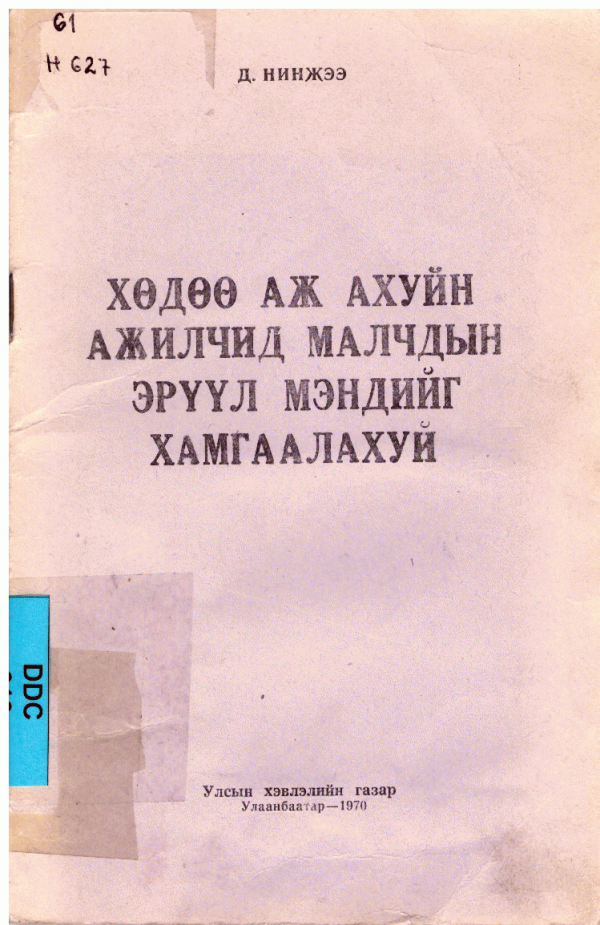 61
Н 627
Д. НИНЖЭЭ
ХӨДӨӨ АЖ АХУЙН
АЖИЛЧИД МАЛЧДЫН
ЭРҮҮЛ МЭНДИЙГ
ХАМГААЛАХУЙ
DDC
Улсын хэвлэлийн газар
Улаанбаатар—1970